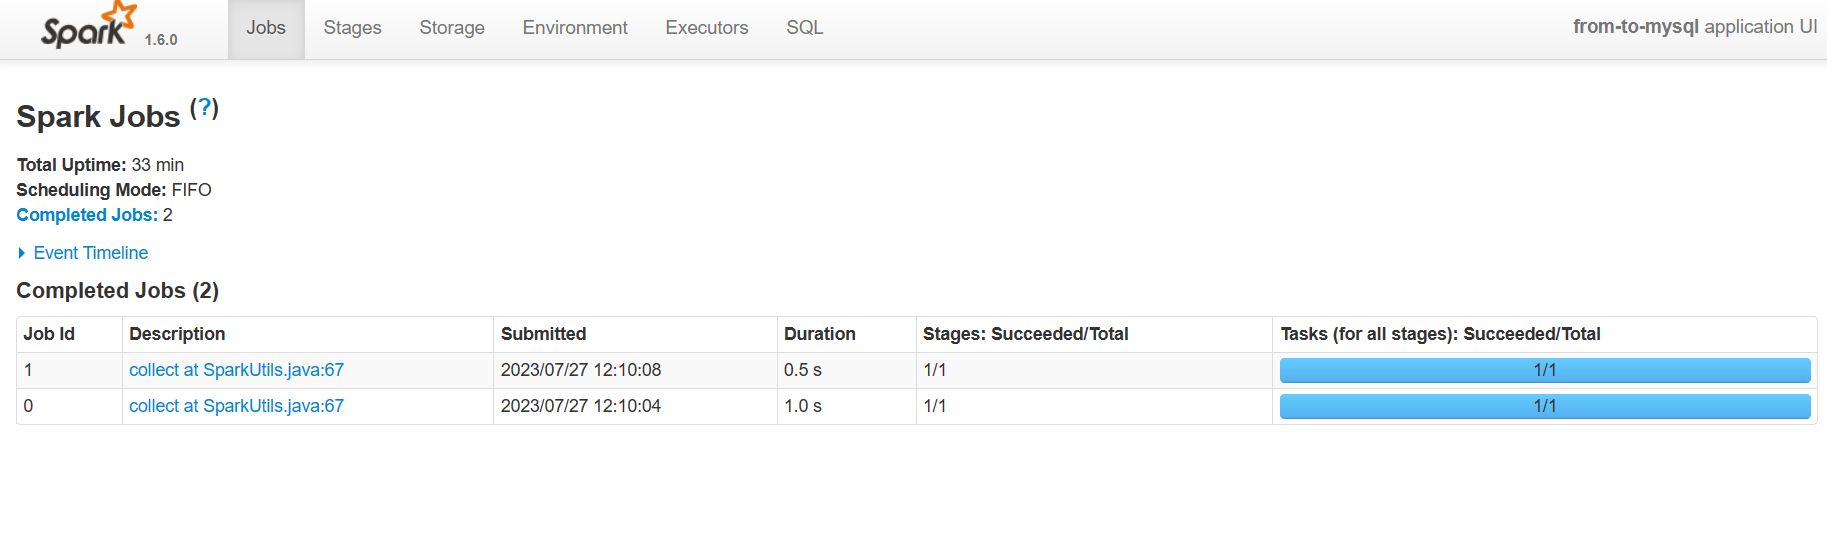 Spark 1.6.0 Jobs Stages Storage Environment Executors SQL from-to-mysql application UI
Spark Jobs (?)
Total Uptime: 33 min
Scheduling Mode: FIFO
Completed Jobs: 2
Event Timeline
Completed Jobs (2)
Job Id Description Submitted Duration Stages: Succeeded/Total Tasks (for all stages): Succeeded/Total
1 collect at SparkUtils.java:67 2023/07/27 12:10:08 0.5 s 1/1 1/1
0 collect at SparkUtils.java:67 2023/07/27 12:10:04 1.0 s 1/1 1/1